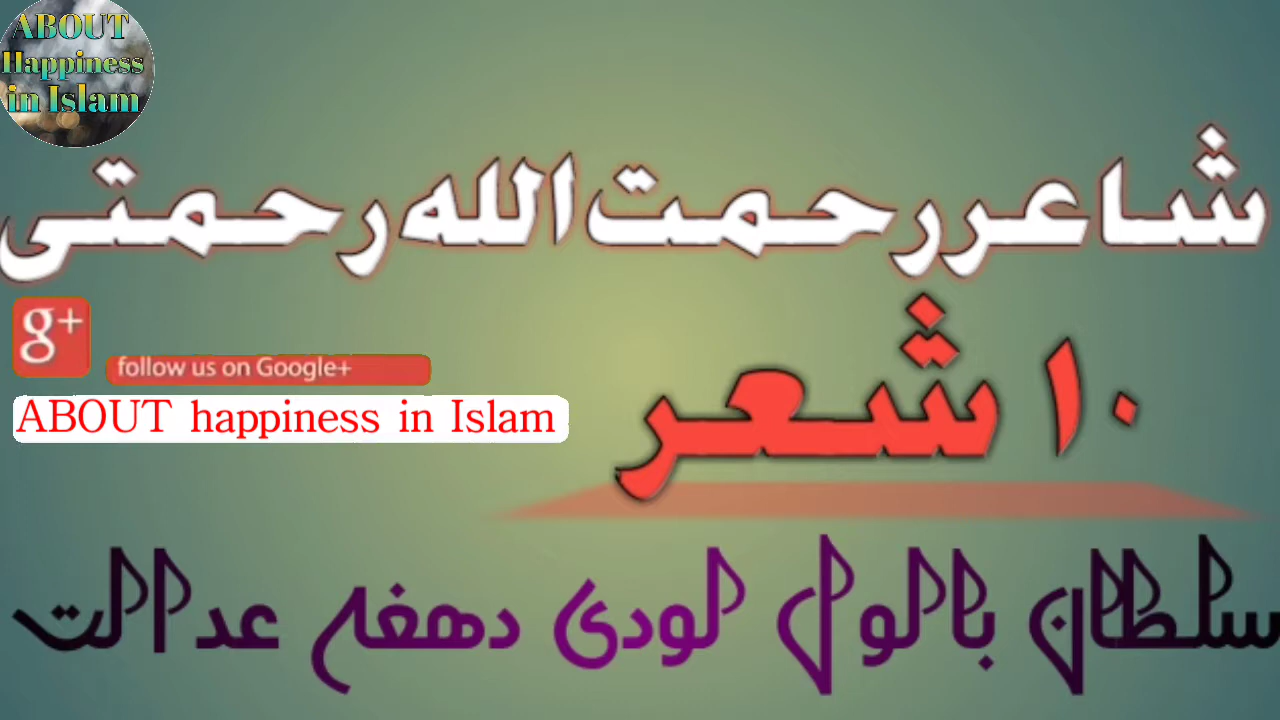 ABOUT
Happiness
in Islam
شاعر رحمت الله رحمتی
g+
follow us on Google+
ABOUT happiness in Islam
۱۰ شعر
سلطان بالول لودی دهغه عدالت